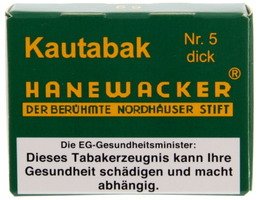 Kautabak
Nr. 5
dick
HANEWACKER®
DER BERÜHMTE NORDHÄUSER STIFT
Die EG-Gesundheitsminister:
Dieses Tabakerzeugnis kann Ihre
Gesundheit schädigen und macht
abhängig.